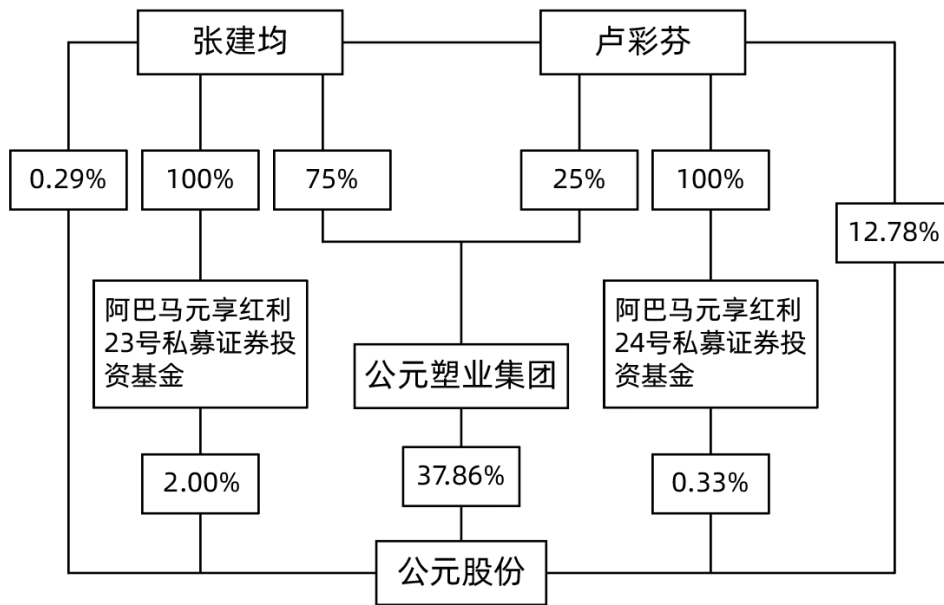 张建均
卢彩芬
0.29%
100%
75%
25%
100%
12.78%
阿巴马元享红利
23号私募证券投
资基金
公元塑业集团
阿巴马元享红利
24号私募证券投
资基金
2.00%
37.86%
0.33%
公元股份